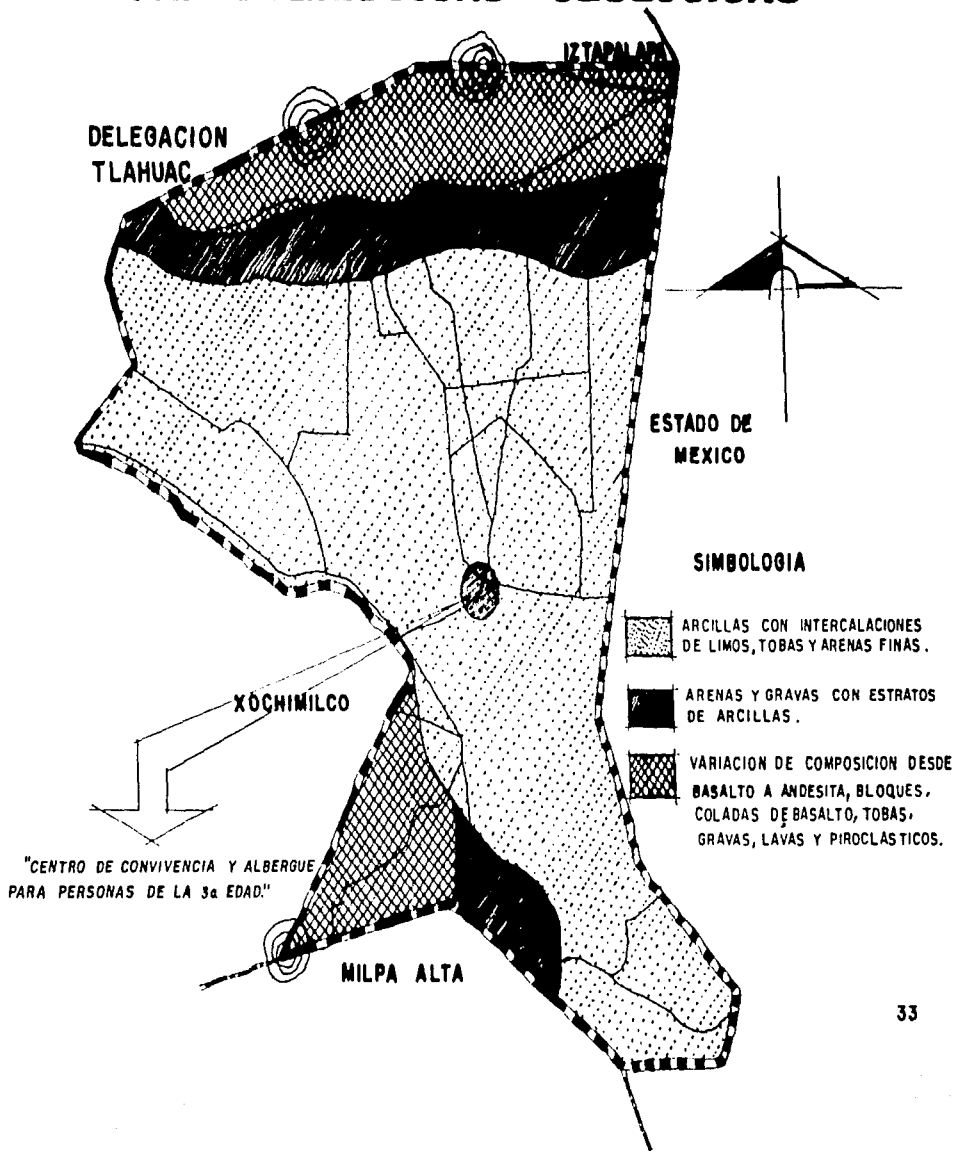 IZTAPALAPA
DELEGACION
TLAHUAC
ESTADO DE
MEXICO
SIMBOLOGIA
ARCILLAS CON INTERCALACIONES
DE LIMOS, TOBAS Y ARENAS FINAS.
ARENAS Y GRAVAS CON ESTRATOS
DE ARCILLAS.
VARIACION DE COMPOSICION DESDE
BASALTO A ANDESITA, BLOQUES,
COLADAS DE BASALTO, TOBAS,
GRAVAS, LAVAS Y PIROCLASTICOS.
XOCHIMILCO
"CENTRO DE CONVIVENCIA Y ALBERGUE
PARA PERSONAS DE LA 3a EDAD."
MILPA ALTA
33